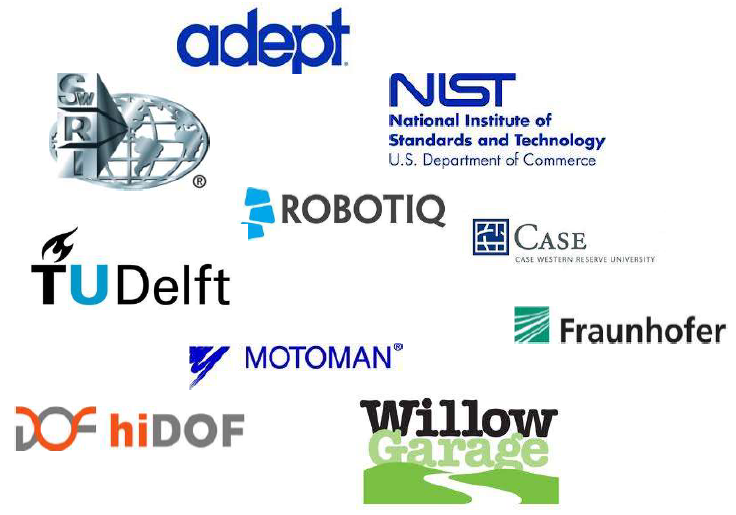 adept
SwRI
®
NIST
National Institute of
Standards and Technology
U.S. Department of Commerce
ROBOTIQ
CASE
CASE WESTERN RESERVE UNIVERSITY
TUDelft
Fraunhofer
MOTOMAN®
DOF hiDOF
Willow
Garage